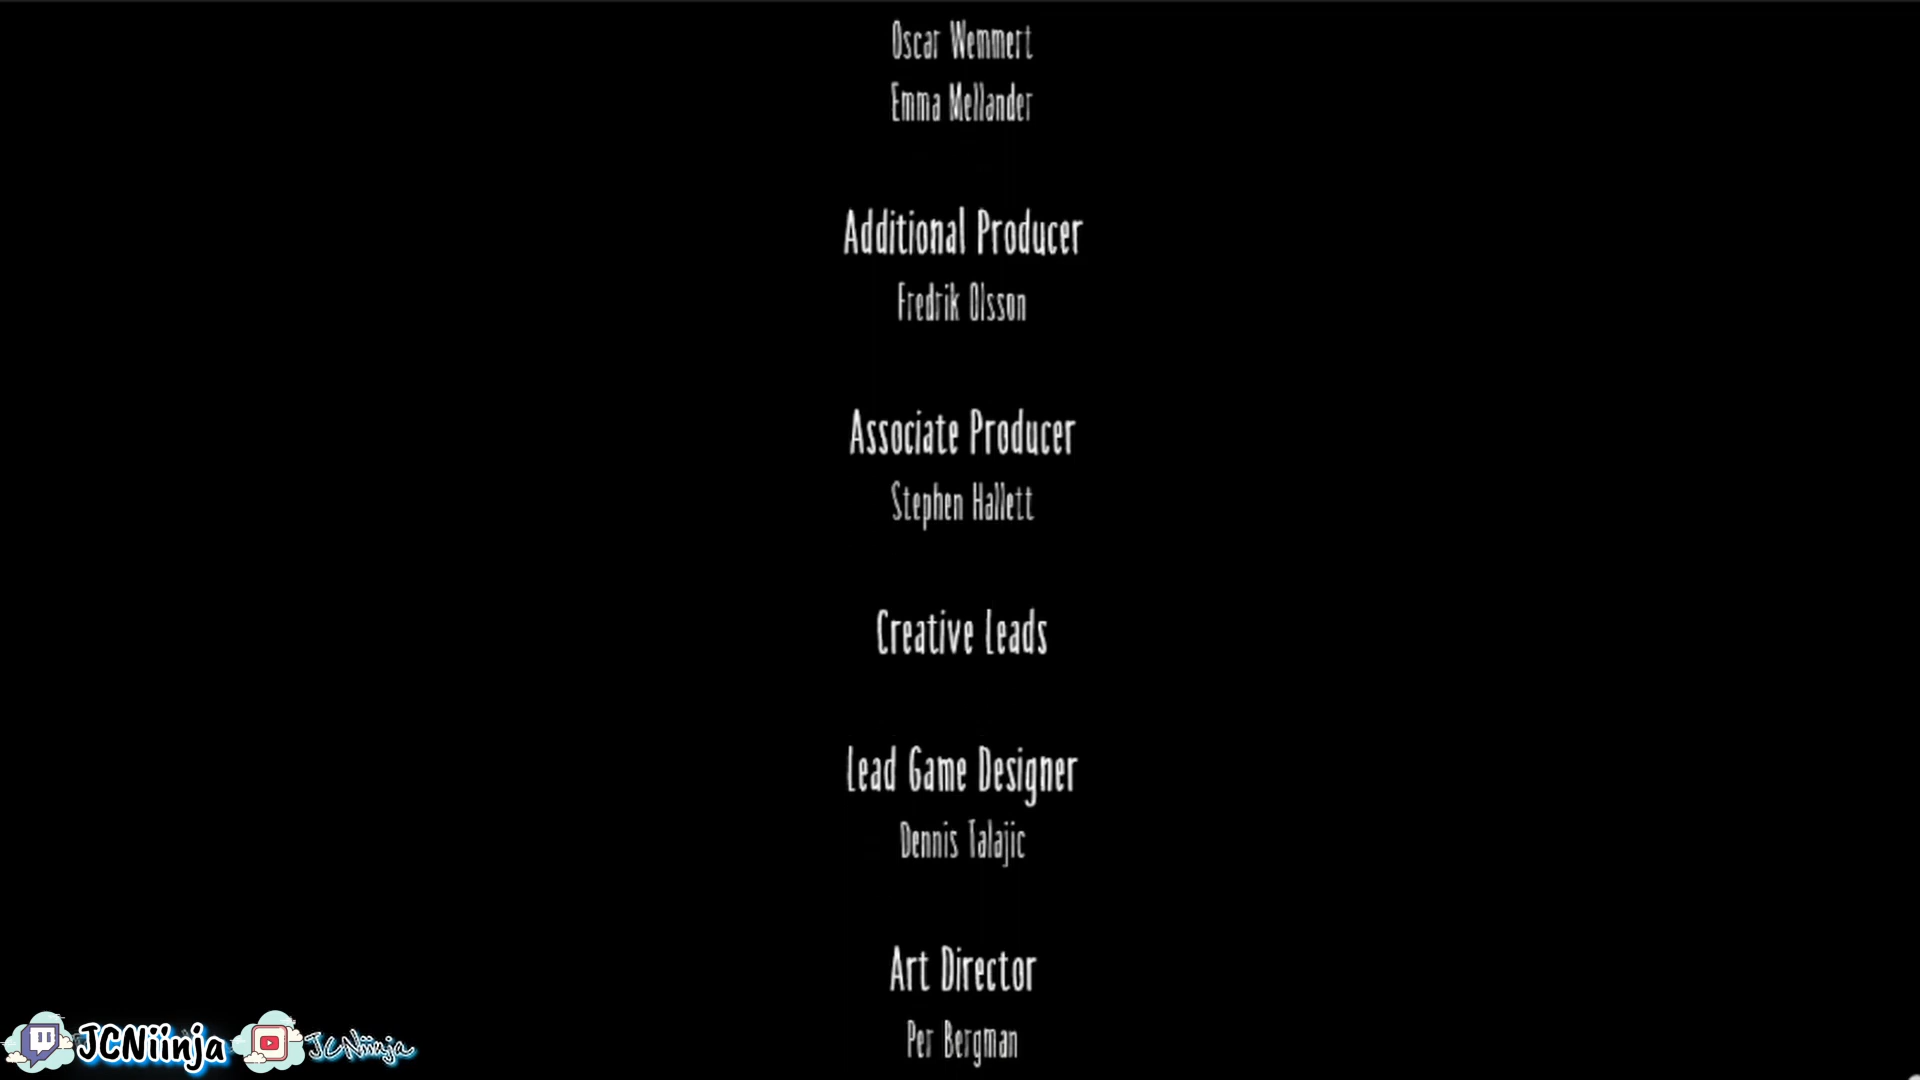 Oscar Wemmert
Emma Mellander
Additional Producer
Fredrik Olsson
Associate Producer
Stephen Hallett
Creative Leads
Lead Game Designer
Dennis Talajic
Art Director
Per Bergman
JCNiinja
JCNiinja